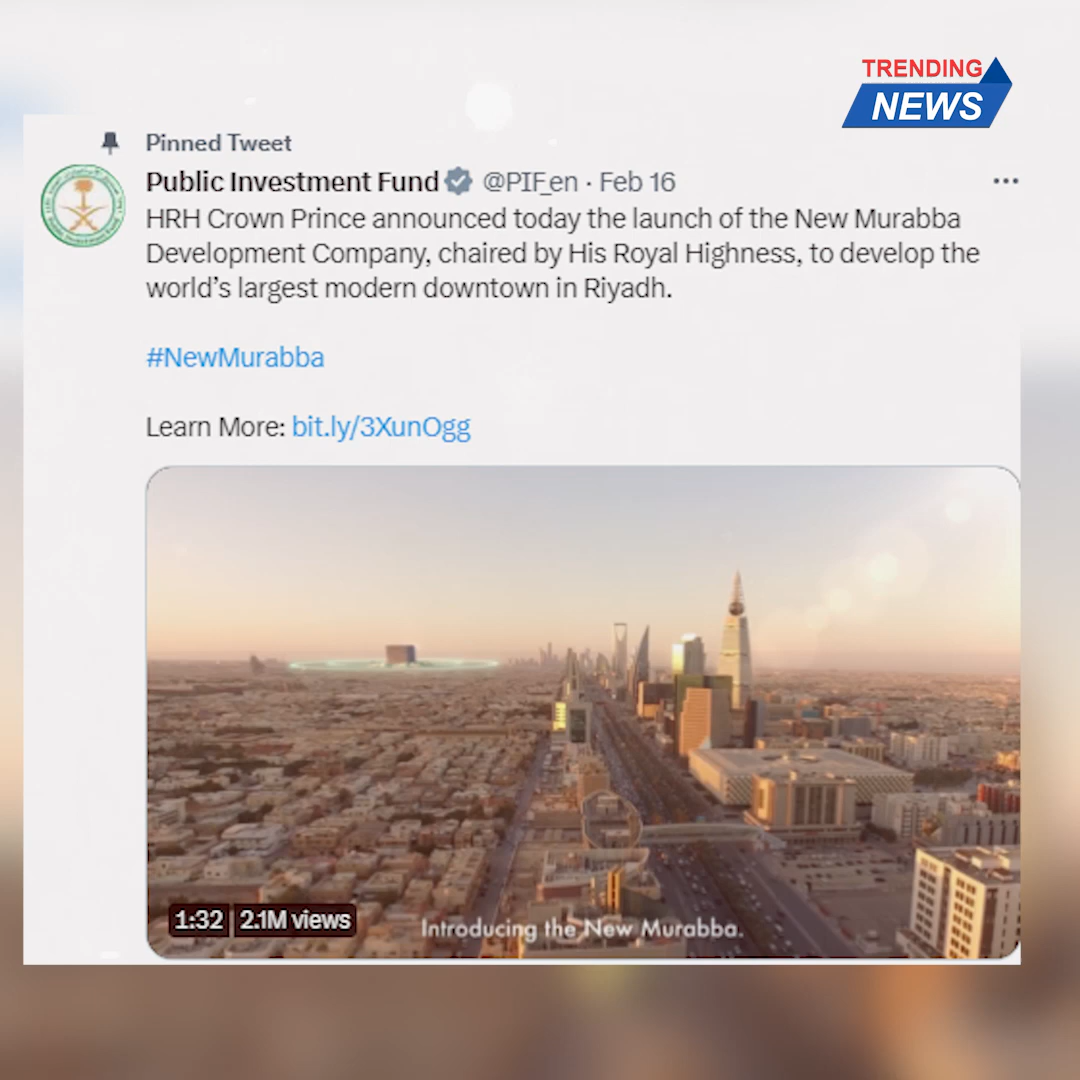 TRENDING
NEWS
Pinned Tweet
Public Investment Fund @PIF_en · Feb 16
HRH Crown Prince announced today the launch of the New Murabba
Development Company, chaired by His Royal Highness, to develop the
world's largest modern downtown in Riyadh.
#NewMurabba
Learn More: bit.ly/3XunOgg
1:32 2.1M views
Introducing the New Murabba.